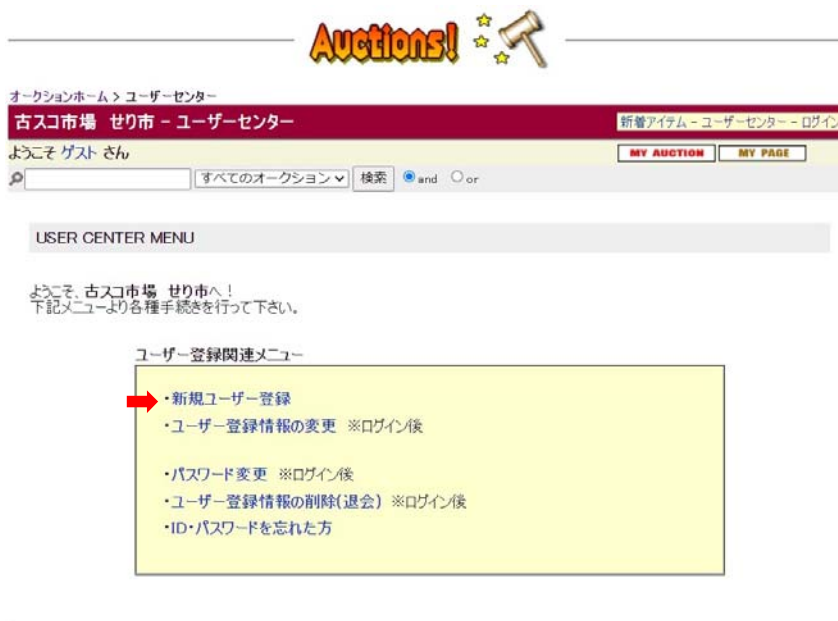 Auctions!
オークションホーム > ユーザーセンター
古スコ市場 せり市 - ユーザーセンター
新着アイテム - ユーザーセンター - ログイン
ようこそ ゲスト さん
MY AUCTION MY PAGE
すべてのオークション 検索 and or
USER CENTER MENU
ようこそ、古スコ市場 せり市へ！
下記メニューより各種手続きを行って下さい。
ユーザー登録関連メニュー
・新規ユーザー登録
・ユーザー登録情報の変更 ※ログイン後
・パスワード変更 ※ログイン後
・ユーザー登録情報の削除(退会) ※ログイン後
・ID・パスワードを忘れた方